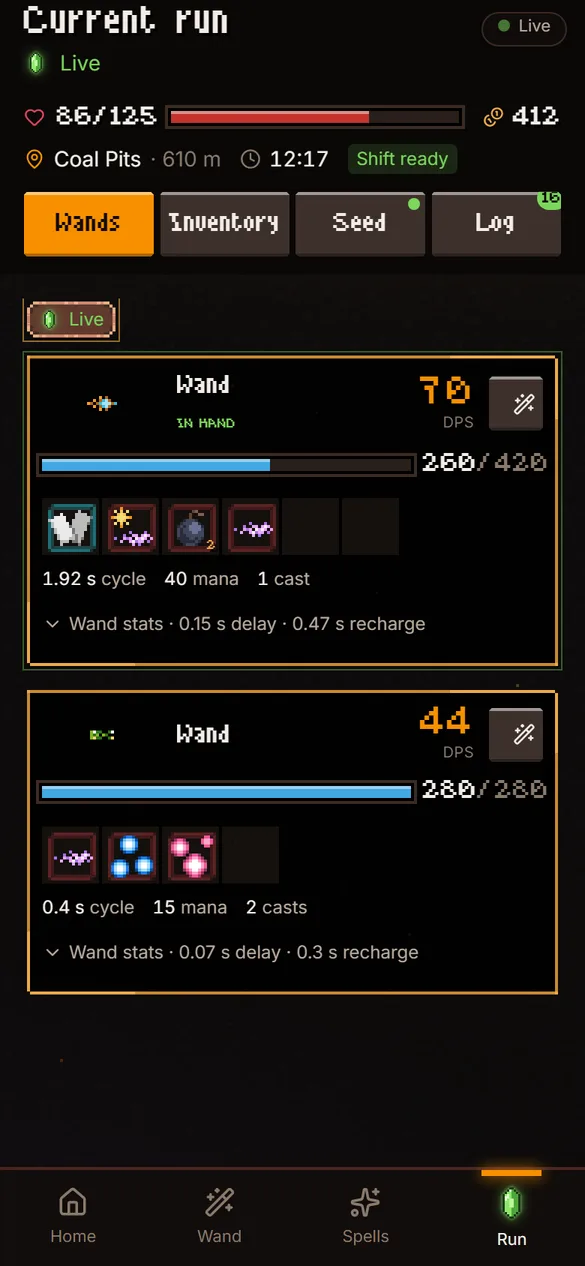 Current run
Live
Live
86/125
412
Coal Pits · 610 m
12:17
Shift ready
Wands
Inventory
Seed
Log
16
Live
Wand
IN HAND
70
DPS
260/420
2
1.92 s cycle
40 mana
1 cast
Wand stats · 0.15 s delay · 0.47 s recharge
Wand
44
DPS
280/280
0.4 s cycle
15 mana
2 casts
Wand stats · 0.07 s delay · 0.3 s recharge
Home
Wand
Spells
Run